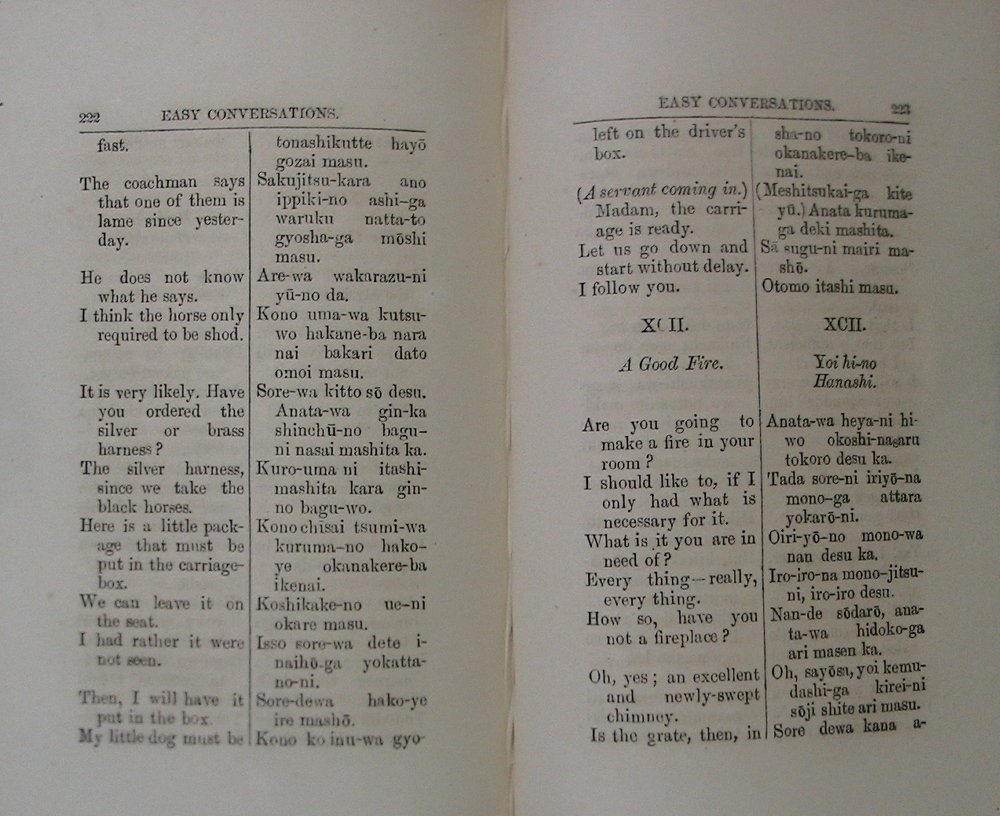 222 EASY CONVERSATIONS.
fast.
The coachman says
that one of them is
lame since yester-
day.
He does not know
what he says.
I think the horse only
required to be shod.
It is very likely. Have
you ordered the
silver or brass
harness ?
The silver harness,
since we take the
black horses.
Here is a little pack-
age that must be
put in the carriage-
box.
We can leave it on
the seat.
I had rather it were
not seen.
Then, I will have it
put in the box.
My little dog must be
tonashikutte hayō
gozai masu.
Sakujitsu-kara ano
ippiki-no ashi-ga
waruku natta-to
gyosha-ga mōshi
masu.
Are-wa wakarazu-ni
yū-no da.
Kono uma-wa kutsu-
wo hakane-ba nara
nai bakari dato
omoi masu.
Sore-wa kitto sō desu.
Anata-wa gin-ka
shinchū-no bagu-
ni nasai mashita ka.
Kuro-uma ni itashi-
mashita kara gin-
no bagu-wo.
Kono chisai tsumi-wa
kuruma-no hako-
ye okanakere-ba
ikenai.
Koshikake-no ue-ni
okare masu.
Isso sore-wa dete i-
naihō-ga yokatta-
no-ni.
Sore-dewa hako-ye
ire mashō.
Kono ko inu-wa gyo-
EASY CONVERSATIONS. 223
left on the driver's
box.
(A servant coming in.)
Madam, the carri-
age is ready.
Let us go down and
start without delay.
I follow you.
XCII.
A Good Fire.
Are you going to
make a fire in your
room ?
I should like to, if I
only had what is
necessary for it.
What is it you are in
need of ?
Every thing—really,
every thing.
How so, have you
not a fireplace ?
Oh, yes ; an excellent
and newly-swept
chimney.
Is the grate, then, in
sha-no tokoro-ni
okanakere-ba ike-
nai.
(Meshitsukai-ga kite
yū.) Anata kuruma-
ga deki mashita.
Sā sugu-ni mairi ma-
shō.
Otomo itashi masu.
XCII.
Yoi hi-no
Hanashi.
Anata-wa heya-ni hi-
wo okoshi-nasaru
tokoro desu ka.
Tada sore-ni iriyō-na
mono-ga attara
yokarō-ni.
Oiri-yō-no mono-wa
nan desu ka.
Iro-iro-na mono-jitsu-
ni, iro-iro desu.
Nan-de sōdarō, ana-
ta-wa hidoko-ga
ari masen ka.
Oh, sayōsa, yoi kemu-
dashi-ga kirei-ni
sōji shite ari masu.
Sore dewa kana a-